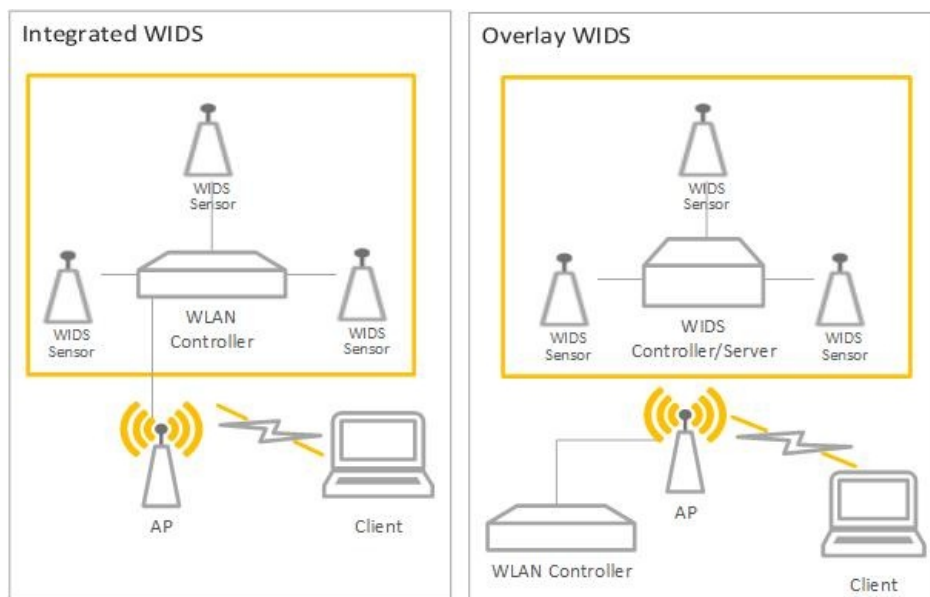 Integrated WIDS
WIDS
Sensor
WIDS
Sensor
WLAN
Controller
WIDS
Sensor
AP
Client
Overlay WIDS
WIDS
Sensor
WIDS
Sensor
WIDS
Controller/Server
WIDS
Sensor
AP
WLAN Controller
Client